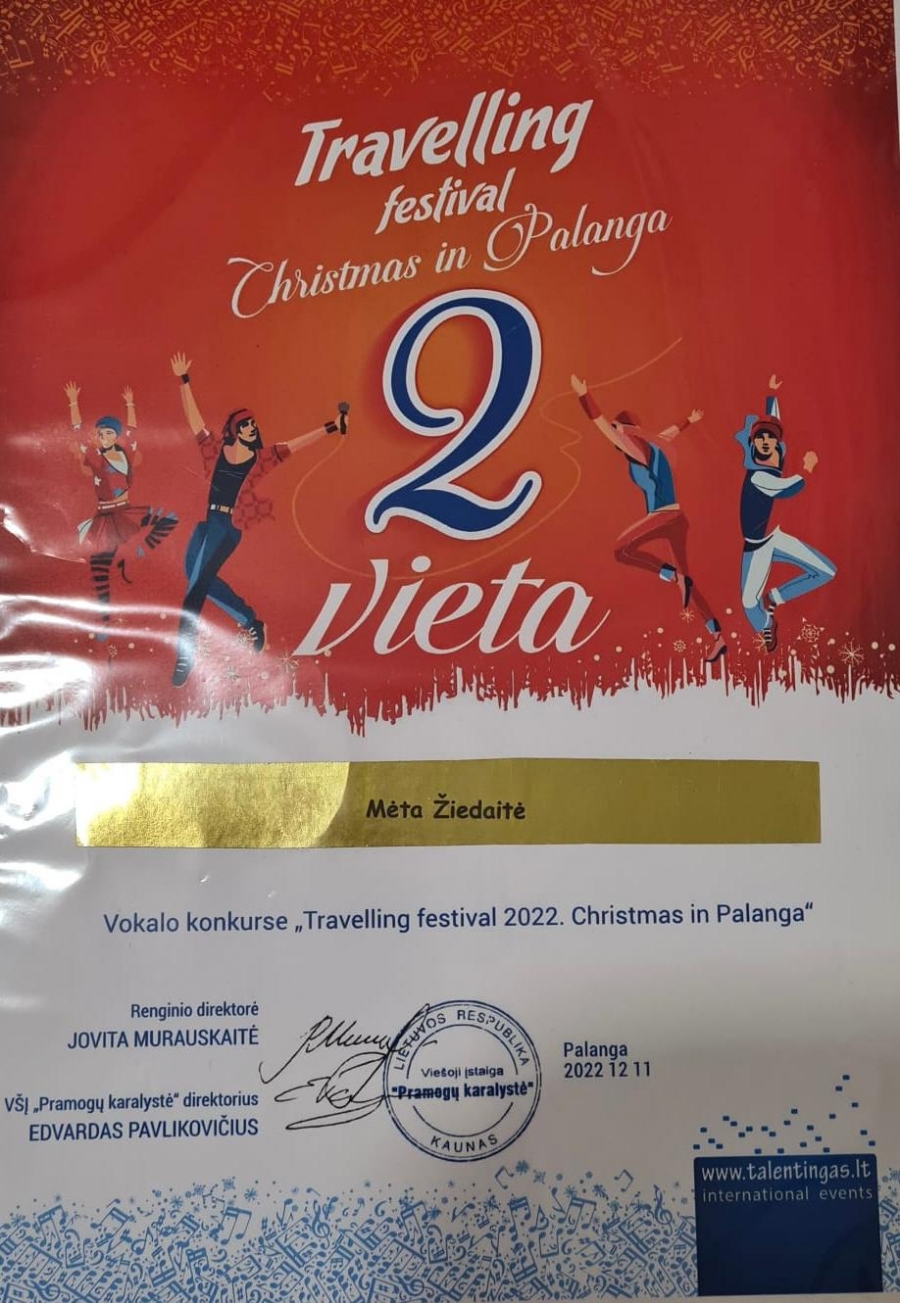 Travelling
festival
Christmas in Palanga
2
Vieta
Mėta Žiedaitė
Vokalo konkurse „Travelling festival 2022. Christmas in Palanga“
Renginio direktorė
JOVITA MURAUSKAITĖ
VŠĮ „Pramogų karalystė“ direktorius
EDVARDAS PAVLIKOVIČIUS
LIETUVOS RESPUBLIKA
Viešoji įstaiga
"Pramogų karalystė"
KAUNAS
Palanga
2022 12 11
www.talentingas.lt
international events